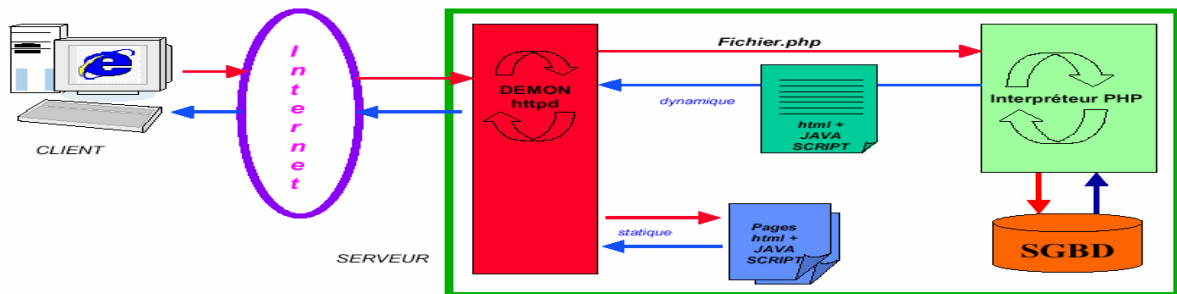 CLIENT
Internet
SERVEUR
DEMON
httpd
Fichier.php
dynamique
html +
JAVA
SCRIPT
Interpréteur PHP
statique
Pages
html +
JAVA
SCRIPT
SGBD